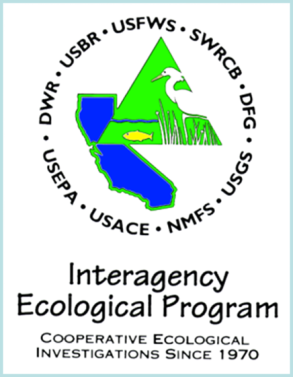 DWR • USBR • USFWS • SWRCB • DFG • USGS • NMFS • USACE • USEPA •
Interagency
Ecological Program
COOPERATIVE ECOLOGICAL
INVESTIGATIONS SINCE 1970